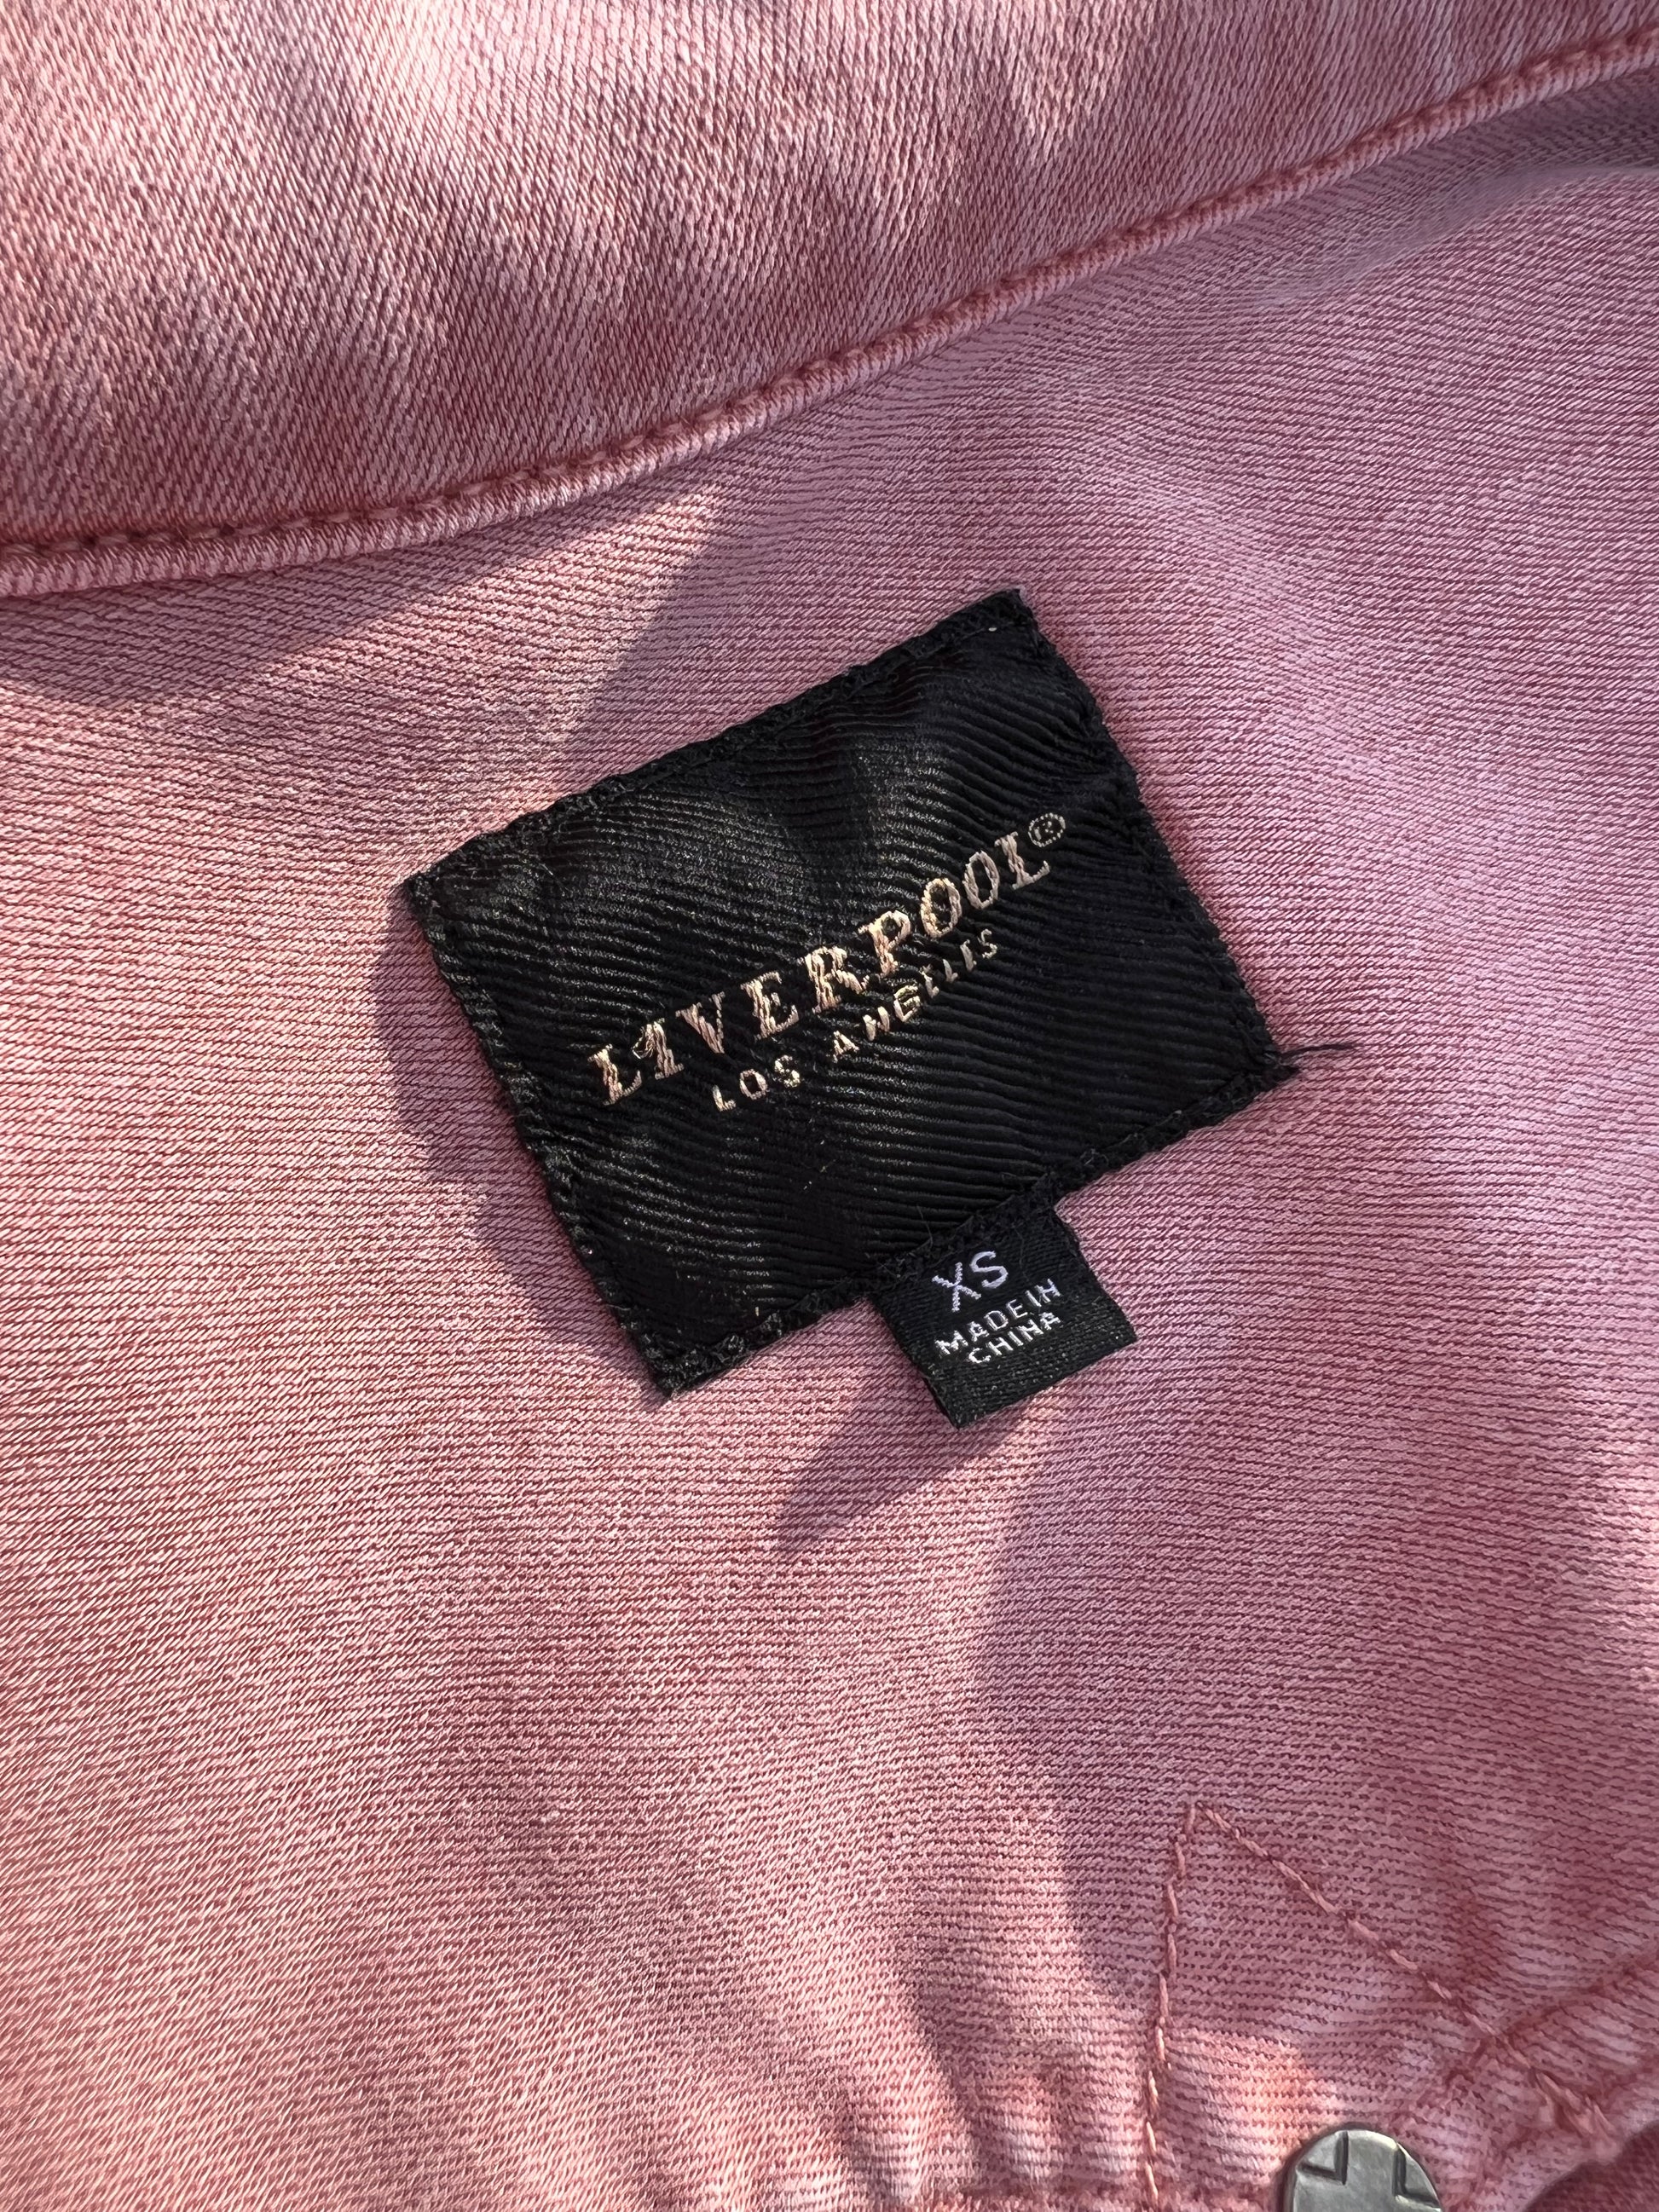 LIVERPOOL®
LOS ANGELES
XS
MADE IN
CHINA